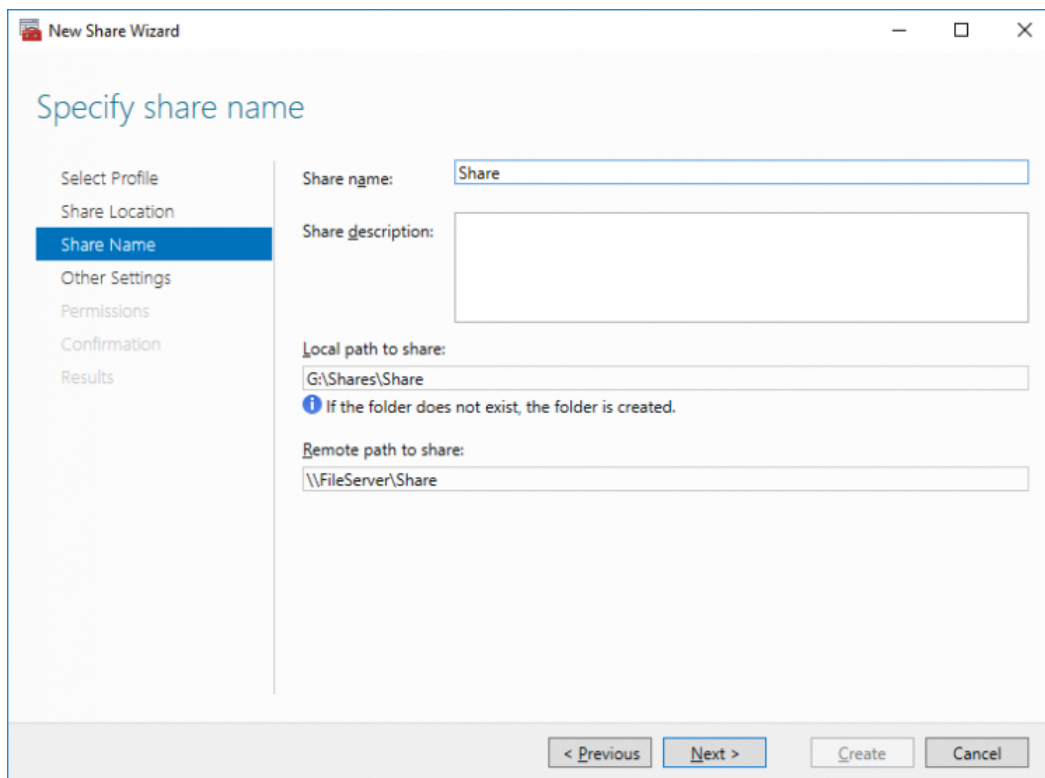 New Share Wizard
Specify share name
Select Profile
Share Location
Share Name
Other Settings
Permissions
Confirmation
Results
Share name:
Share
Share description:
Local path to share:
G:\Shares\Share
If the folder does not exist, the folder is created.
Remote path to share:
\\FileServer\Share
< Previous
Next >
Create
Cancel